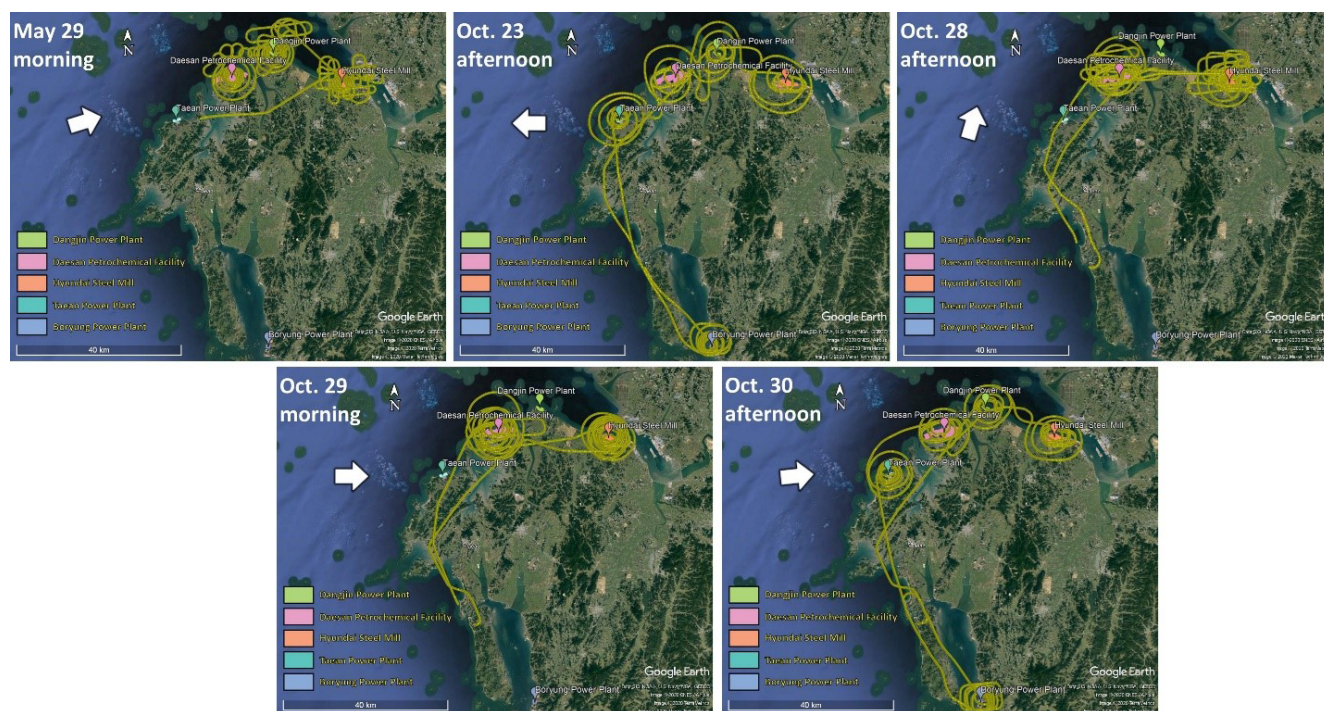 May 29
morning
N
Dangjin Power Plant
Daesan Petrochemical Facility
Hyundai Steel Mill
Taean Power Plant
Dangjin Power Plant
Daesan Petrochemical Facility
Hyundai Steel Mill
Taean Power Plant
Boryung Power Plant
Boryung Power Plant
Google Earth
40 km
Oct. 23
afternoon
N
Dangjin Power Plant
Daesan Petrochemical Facilit
Hyundai Steel Mill
Taean Power Plant
Dangjin Power Plant
Daesan Petrochemical Facility
Hyundai Steel Mill
Taean Power Plant
Boryung Power Plant
Boryung Power Plant
Google Earth
40 km
Oct. 28
afternoon
N
Dangjin Power Plant
Daesan Petrochemical Facility
Hyundai Steel Mill
Taean Power Plant
Dangjin Power Plant
Daesan Petrochemical Facility
Hyundai Steel Mill
Taean Power Plant
Boryung Power Plant
Boryung Power Plant
Google Earth
40 km
Oct. 29
morning
N
Dangjin Power Plant
Daesan Petrochemical Facility
Hyundai Steel Mill
Taean Power Plant
Dangjin Power Plant
Daesan Petrochemical Facility
Hyundai Steel Mill
Taean Power Plant
Boryung Power Plant
Boryung Power Plant
Google Earth
40 km
Oct. 30
afternoon
N
Dangjin Power Plant
Daesan Petrochemical Facility
Hyundai Steel Mill
Taean Power Plant
Dangjin Power Plant
Daesan Petrochemical Facility
Hyundai Steel Mill
Taean Power Plant
Boryung Power Plant
Boryung Power Plant
Google Earth
40 km